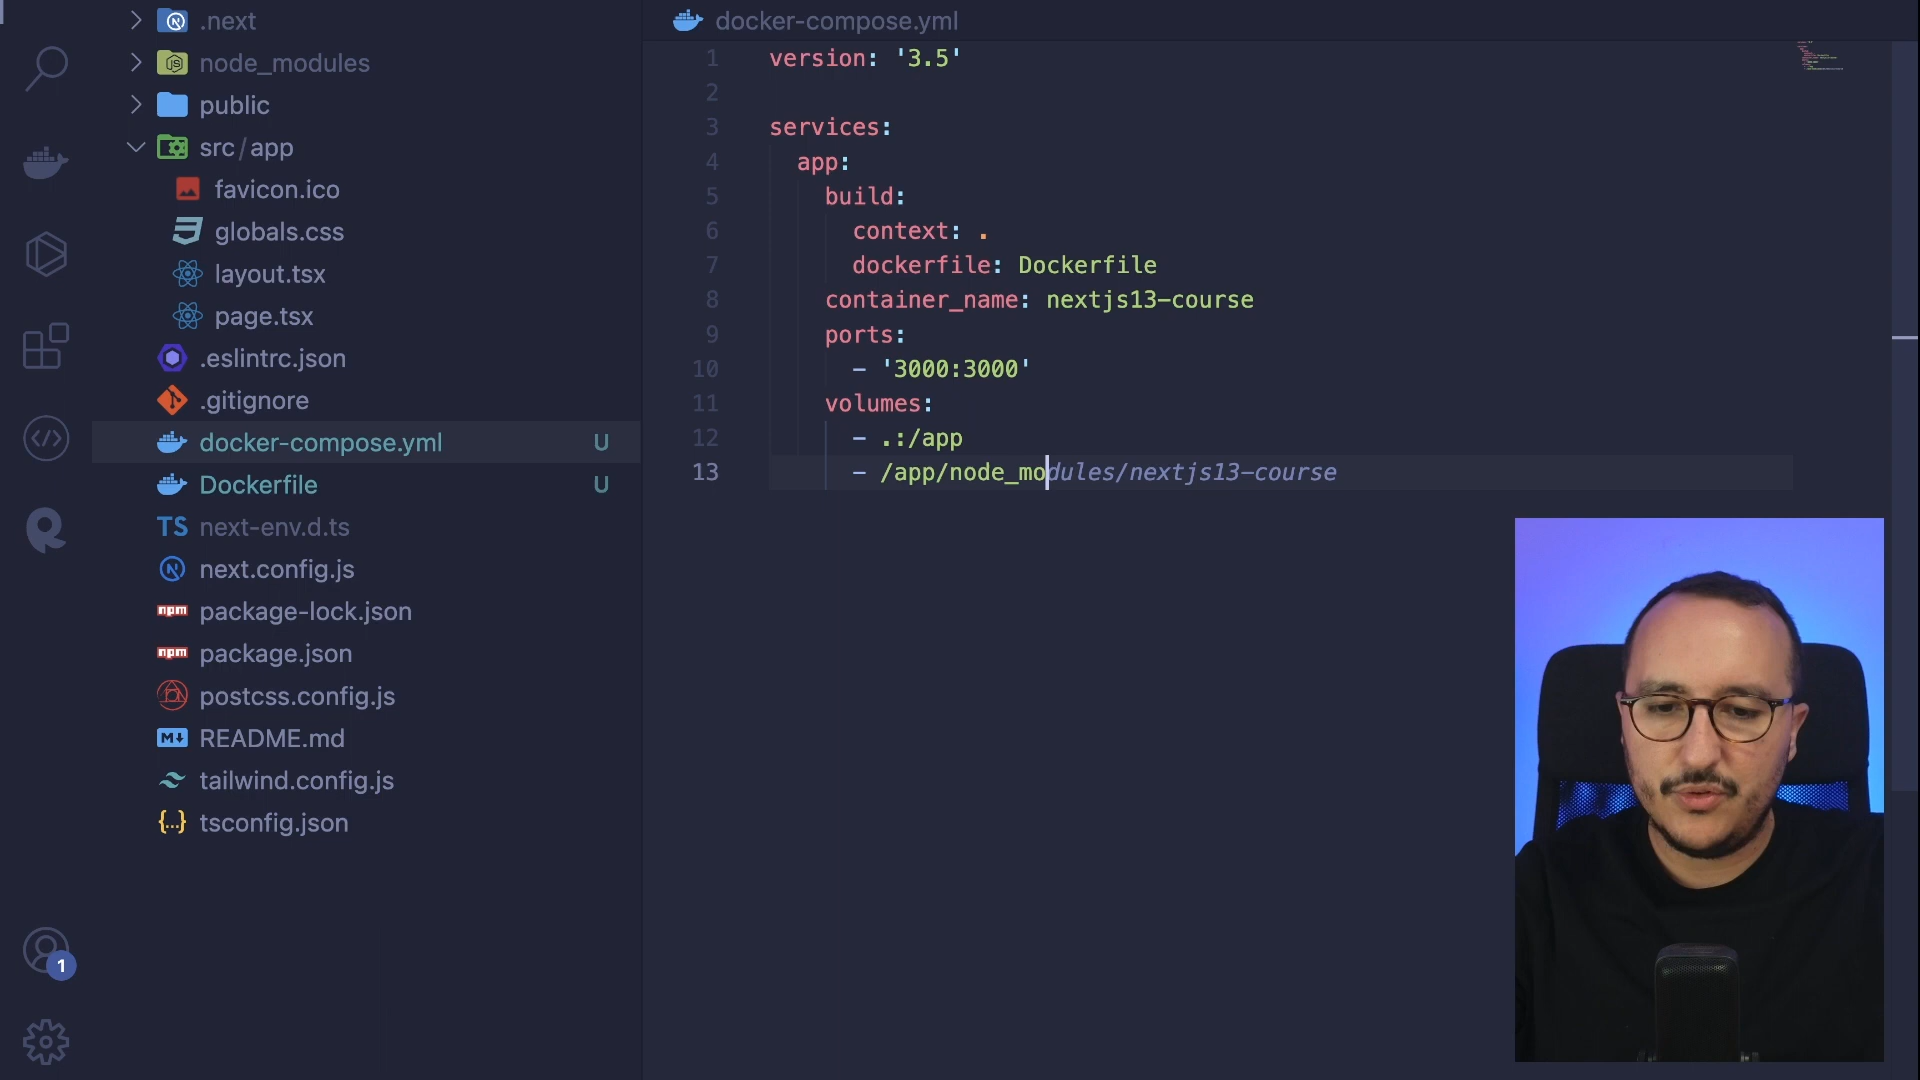 .next
node_modules
public
src/app
favicon.ico
globals.css
layout.tsx
page.tsx
.eslintrc.json
.gitignore
docker-compose.yml U
Dockerfile U
TS next-env.d.ts
next.config.js
npm package-lock.json
npm package.json
postcss.config.js
M README.md
tailwind.config.js
{...} tsconfig.json
1
docker-compose.yml
1 version: '3.5'
2
3 services:
4 app:
5 build:
6 context: .
7 dockerfile: Dockerfile
8 container_name: nextjs13-course
9 ports:
10 - '3000:3000'
11 volumes:
12 - .:/app
13 - /app/node_modules/nextjs13-course